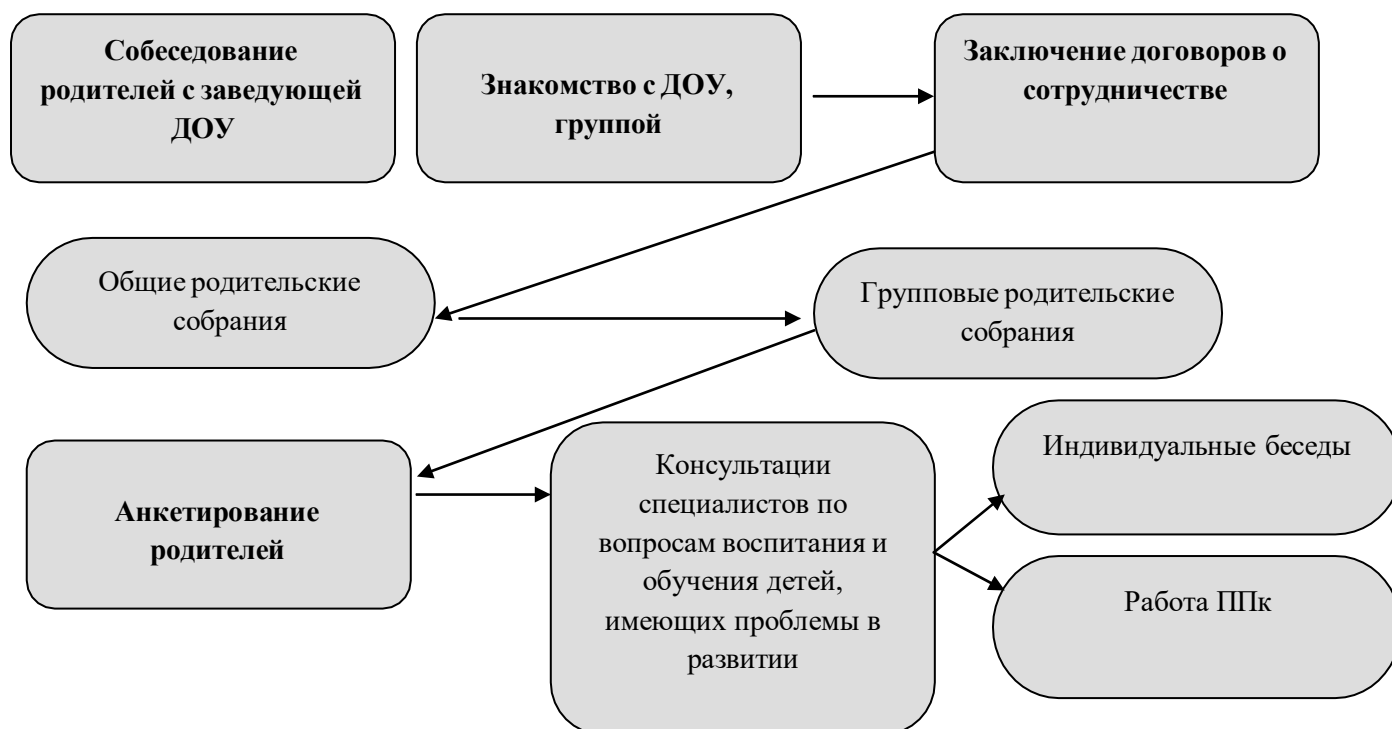 Собеседование
родителей с заведующей
ДОУ
Знакомство с ДОУ,
группой
Заключение договоров о
сотрудничестве
Общие родительские
собрания
Групповые родительские
собрания
Анкетирование
родителей
Консультации
специалистов по
вопросам воспитания и
обучения детей,
имеющих проблемы в
развитии
Индивидуальные беседы
Работа ППк